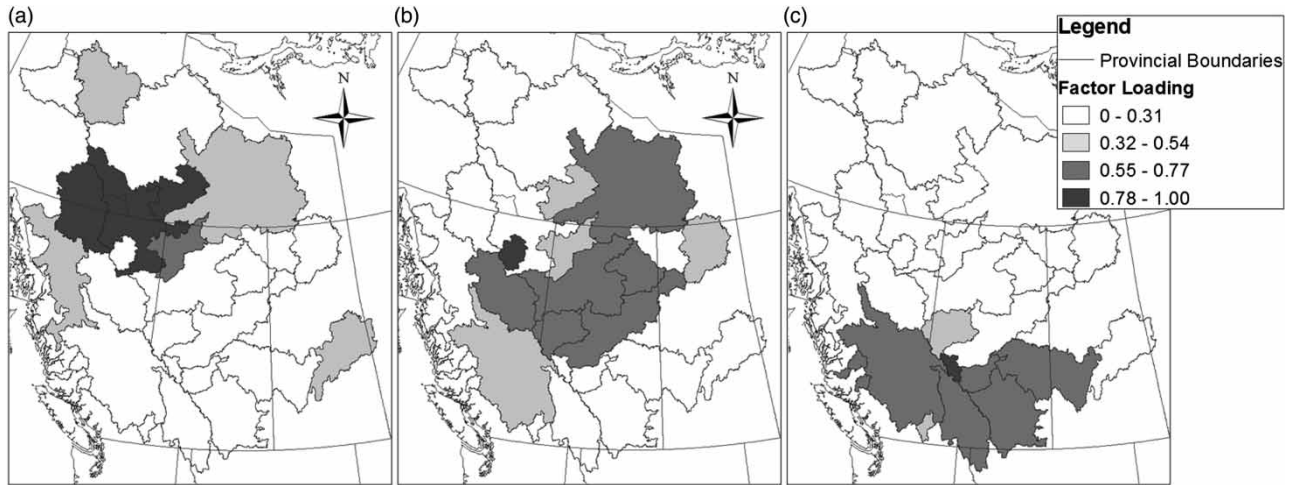 (a)
(b)
(c)
N
N
Legend
Provincial Boundaries
Factor Loading
0 - 0.31
0.32 - 0.54
0.55 - 0.77
0.78 - 1.00